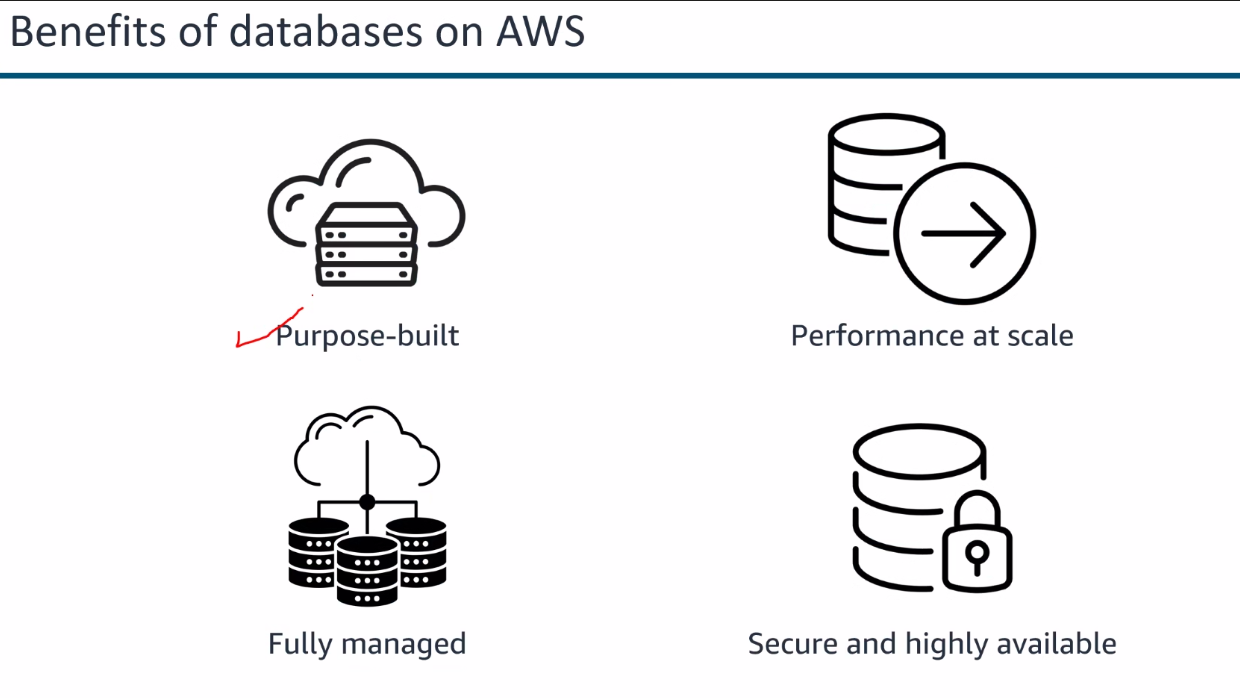 Benefits of databases on AWS
Purpose-built
Performance at scale
Fully managed
Secure and highly available